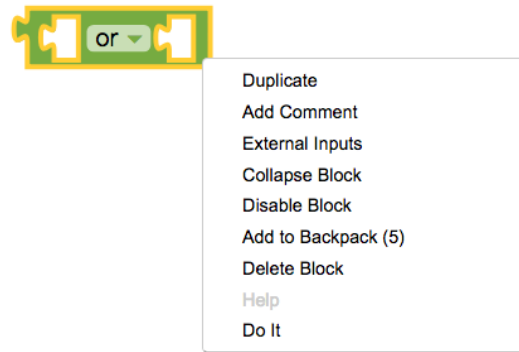 or
Duplicate
Add Comment
External Inputs
Collapse Block
Disable Block
Add to Backpack (5)
Delete Block
Help
Do It